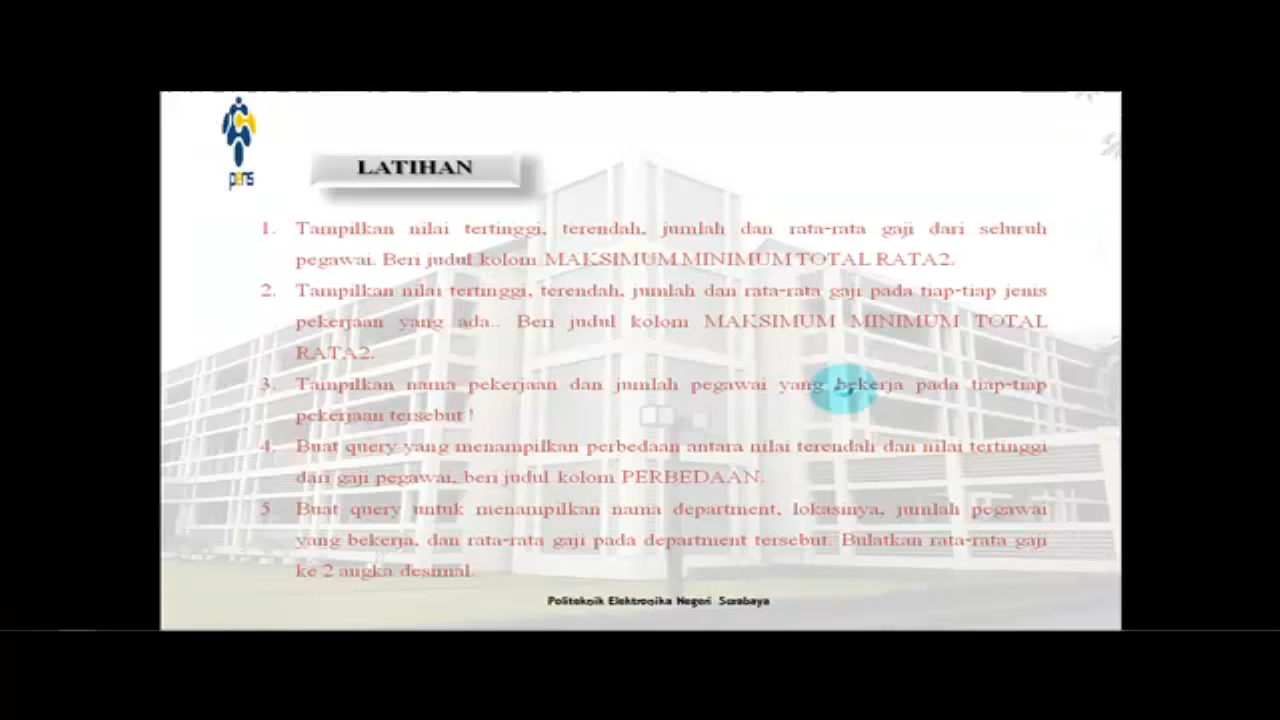 pens
LATIHAN
1. Tampilkan nilai tertinggi, terendah, jumlah dan rata-rata gaji dari seluruh
pegawai. Beri judul kolom MAKSIMUM MINIMUM TOTAL RATA2.
2. Tampilkan nilai tertinggi, terendah, jumlah dan rata-rata gaji pada tiap-tiap jenis
pekerjaan yang ada.. Beri judul kolom MAKSIMUM MINIMUM TOTAL
RATA2.
3. Tampilkan nama pekerjaan dan jumlah pegawai yang bekerja pada tiap-tiap
pekerjaan tersebut !
4. Buat query yang menampilkan perbedaan antara nilai terendah dan nilai tertinggi
dari gaji pegawai, beri judul kolom PERBEDAAN.
5. Buat query untuk menampilkan nama department, lokasinya, jumlah pegawai
yang bekerja, dan rata-rata gaji pada department tersebut. Bulatkan rata-rata gaji
ke 2 angka desimal.
Politeknik Elektronika Negeri Surabaya